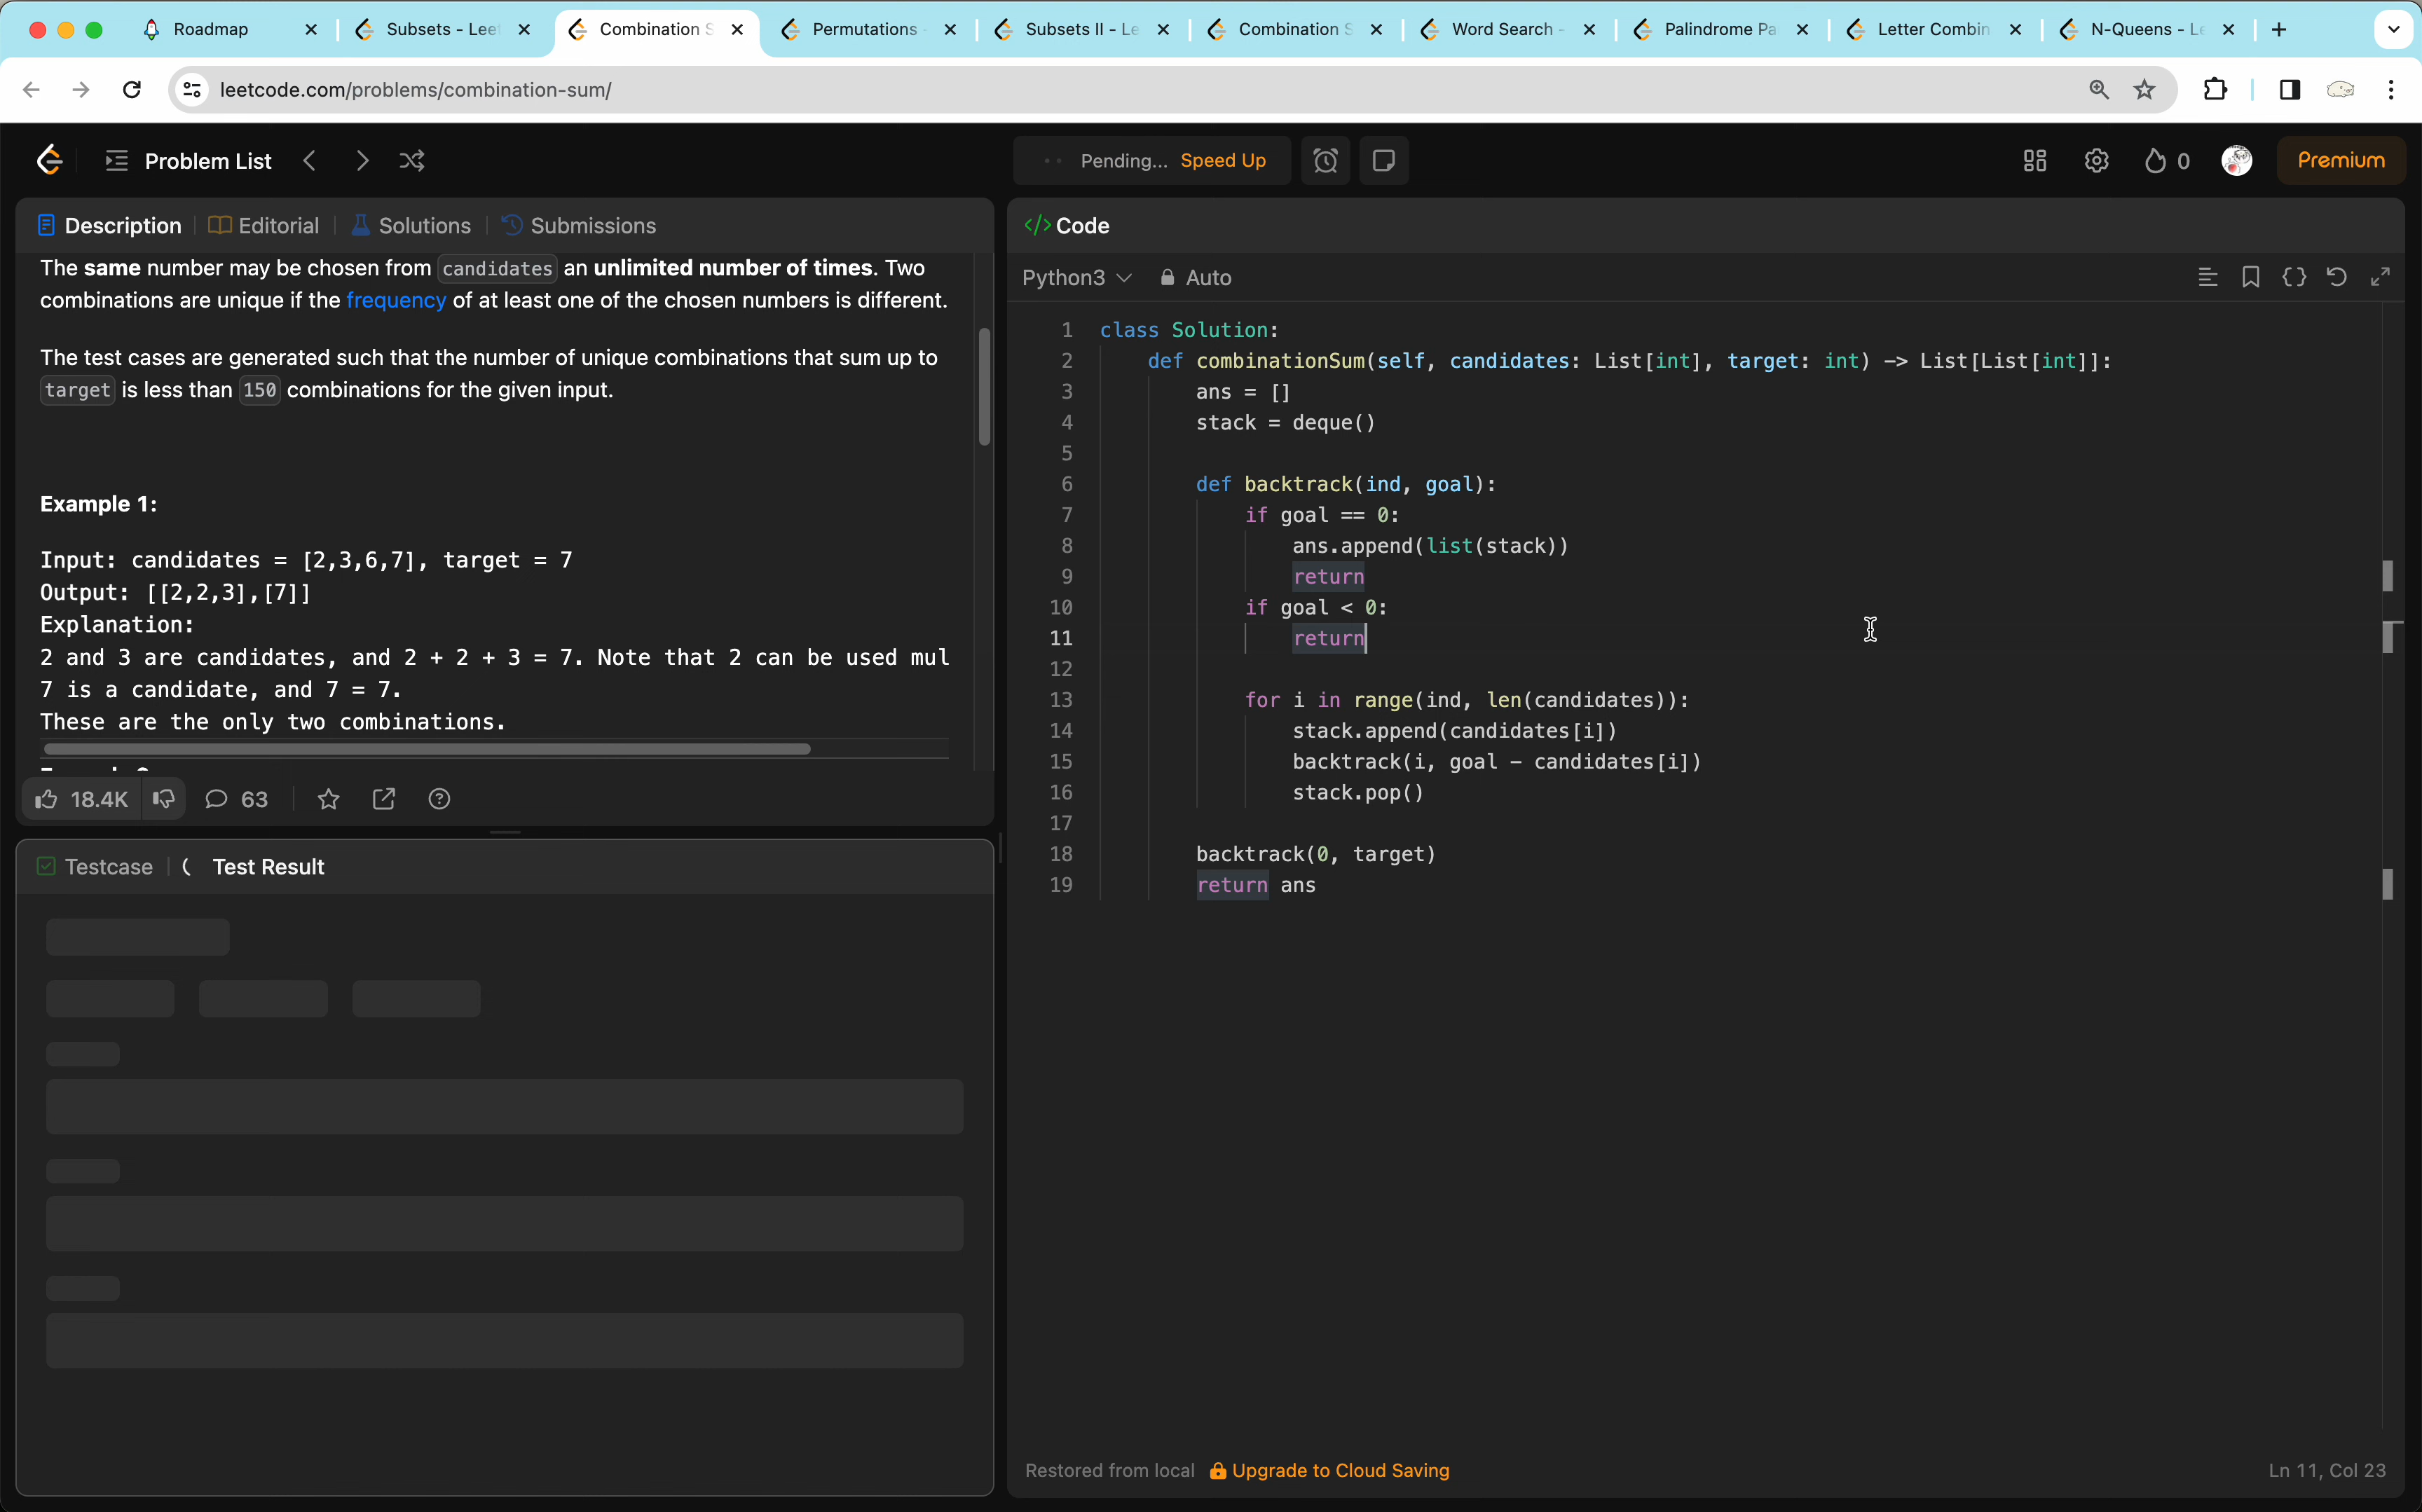 Roadmap
Subsets - Leet
Combination S
Permutations -
Subsets II - Le
Combination S
Word Search -
Palindrome Pa
Letter Combin
N-Queens - Le
leetcode.com/problems/combination-sum/
Problem List
Pending... Speed Up
0
Premium
Description
Editorial
Solutions
Submissions
The same number may be chosen from candidates an unlimited number of times. Two
combinations are unique if the frequency of at least one of the chosen numbers is different.
The test cases are generated such that the number of unique combinations that sum up to
target is less than 150 combinations for the given input.
Example 1:
Input: candidates = [2,3,6,7], target = 7
Output: [[2,2,3],[7]]
Explanation:
2 and 3 are candidates, and 2 + 2 + 3 = 7. Note that 2 can be used mul
7 is a candidate, and 7 = 7.
These are the only two combinations.
18.4K
63
Testcase
Test Result
</> Code
Python3
Auto
1 class Solution:
2 def combinationSum(self, candidates: List[int], target: int) -> List[List[int]]:
3 ans = []
4 stack = deque()
5
6 def backtrack(ind, goal):
7 if goal == 0:
8 ans.append(list(stack))
9 return
10 if goal < 0:
11 return
12
13 for i in range(ind, len(candidates)):
14 stack.append(candidates[i])
15 backtrack(i, goal - candidates[i])
16 stack.pop()
17
18 backtrack(0, target)
19 return ans
Restored from local
Upgrade to Cloud Saving
Ln 11, Col 23